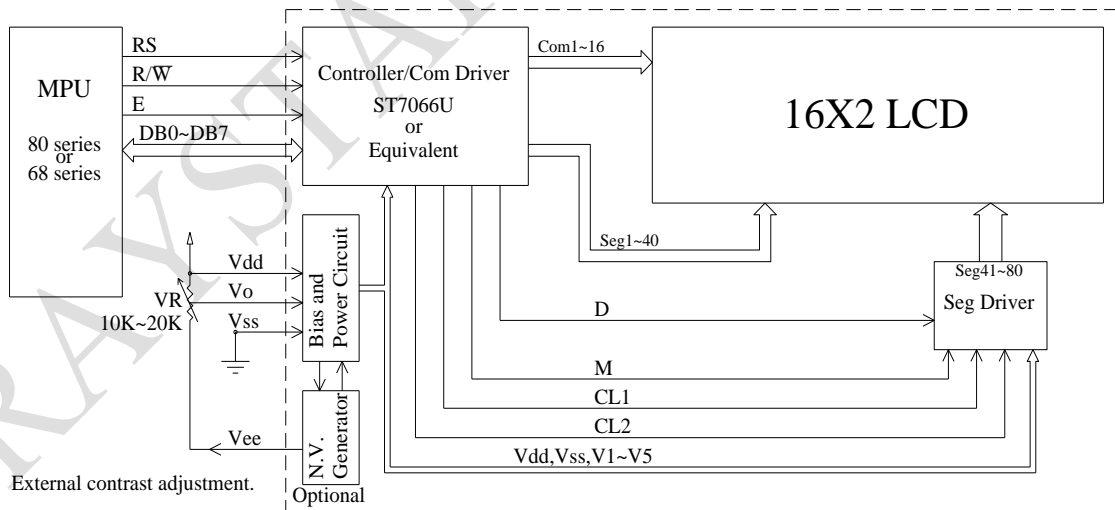 RAYSTAR
MPU
80 series
or
68 series
RS
R/W̅
E
DB0~DB7
Controller/Com Driver
ST7066U
or
Equivalent
Com1~16
16X2 LCD
Seg1~40
Seg41~80
Seg Driver
Vdd
Vo
Vss
VR
10K~20K
Bias and
Power Circuit
D
M
CL1
CL2
Vdd,Vss,V1~V5
Vee
N.V.
Generator
Optional
External contrast adjustment.